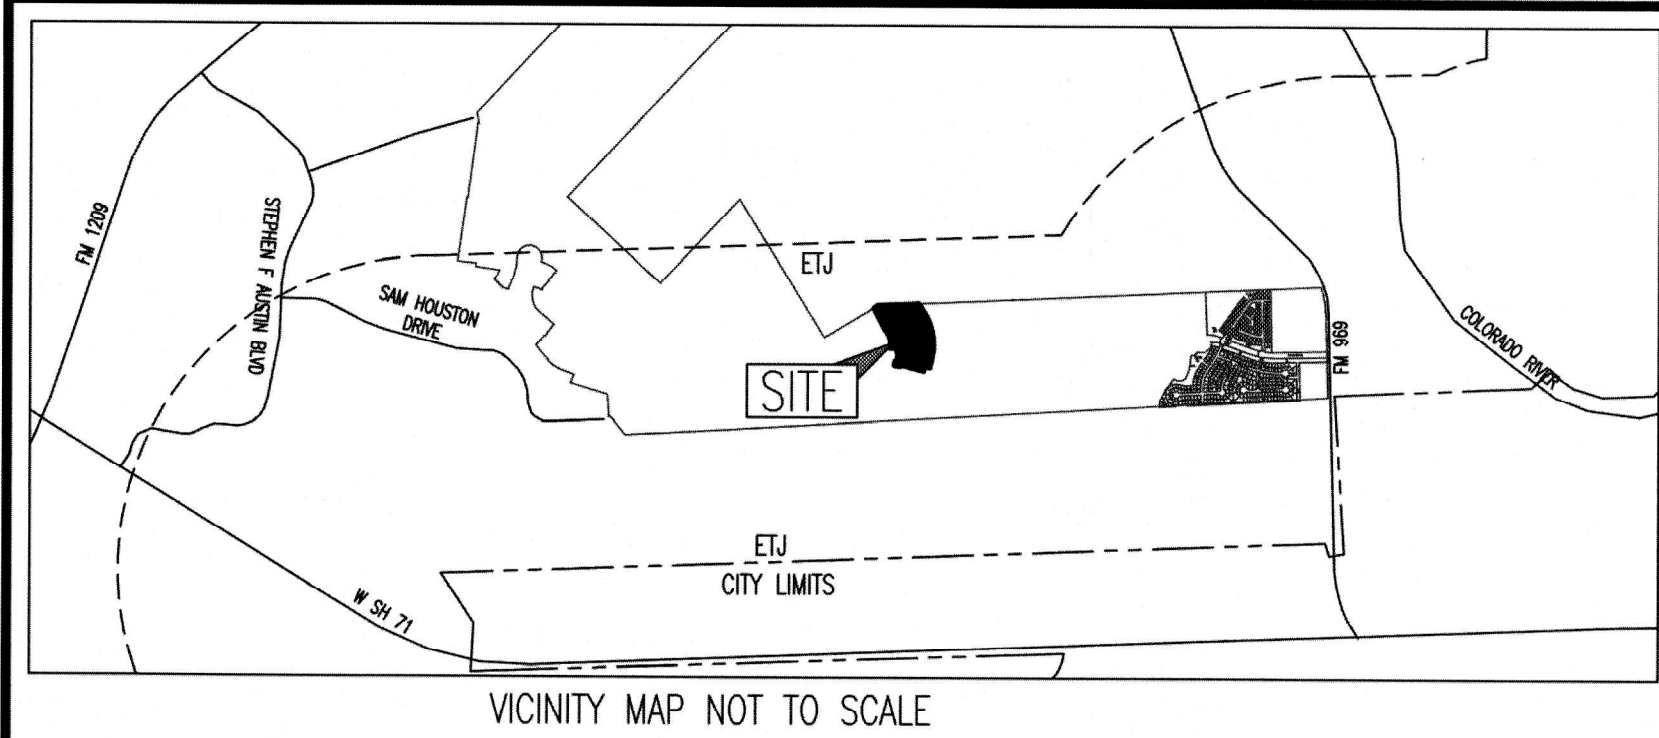 FM 1209
STEPHEN F AUSTIN BLVD
SAM HOUSTON
DRIVE
ETJ
SITE
FM 969
COLORADO RIVER
ETJ
CITY LIMITS
W SH 71
VICINITY MAP NOT TO SCALE